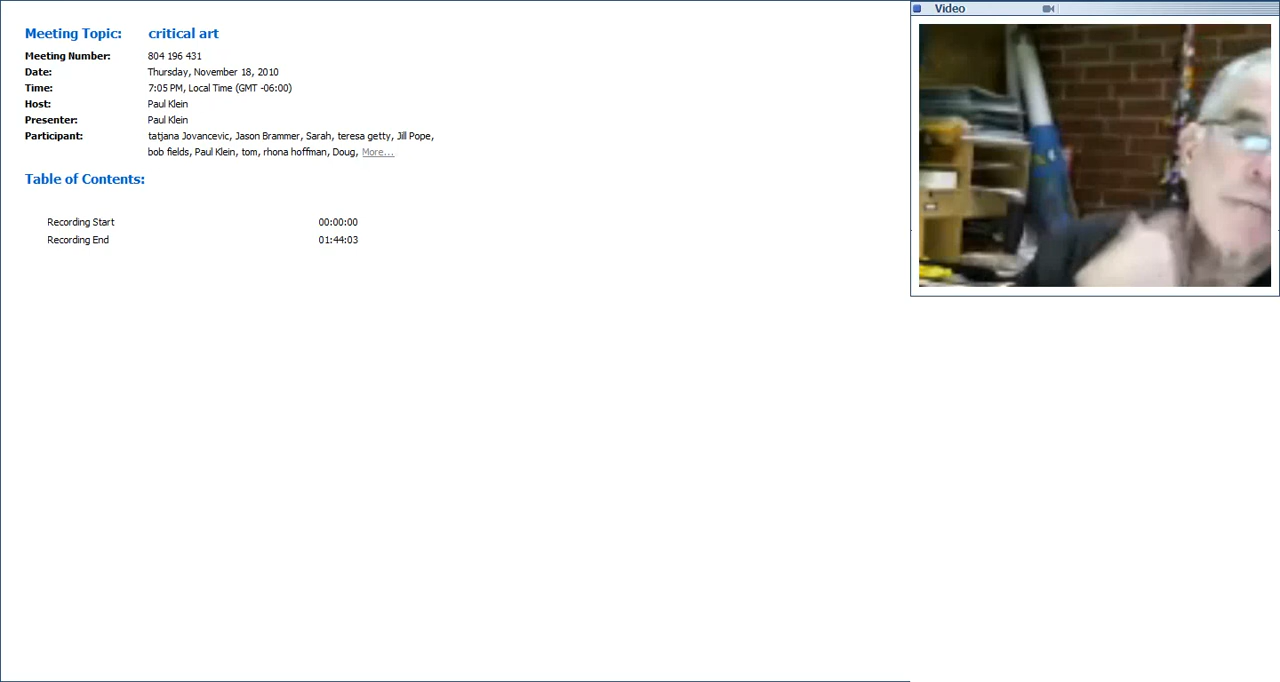 Meeting Topic: critical art
Meeting Number: 804 196 431
Date: Thursday, November 18, 2010
Time: 7:05 PM, Local Time (GMT -06:00)
Host: Paul Klein
Presenter: Paul Klein
Participant: tatjana Jovancevic, Jason Brammer, Sarah, teresa getty, Jill Pope,
bob fields, Paul Klein, tom, rhona hoffman, Doug, More...
Table of Contents:
Recording Start 00:00:00
Recording End 01:44:03
Video